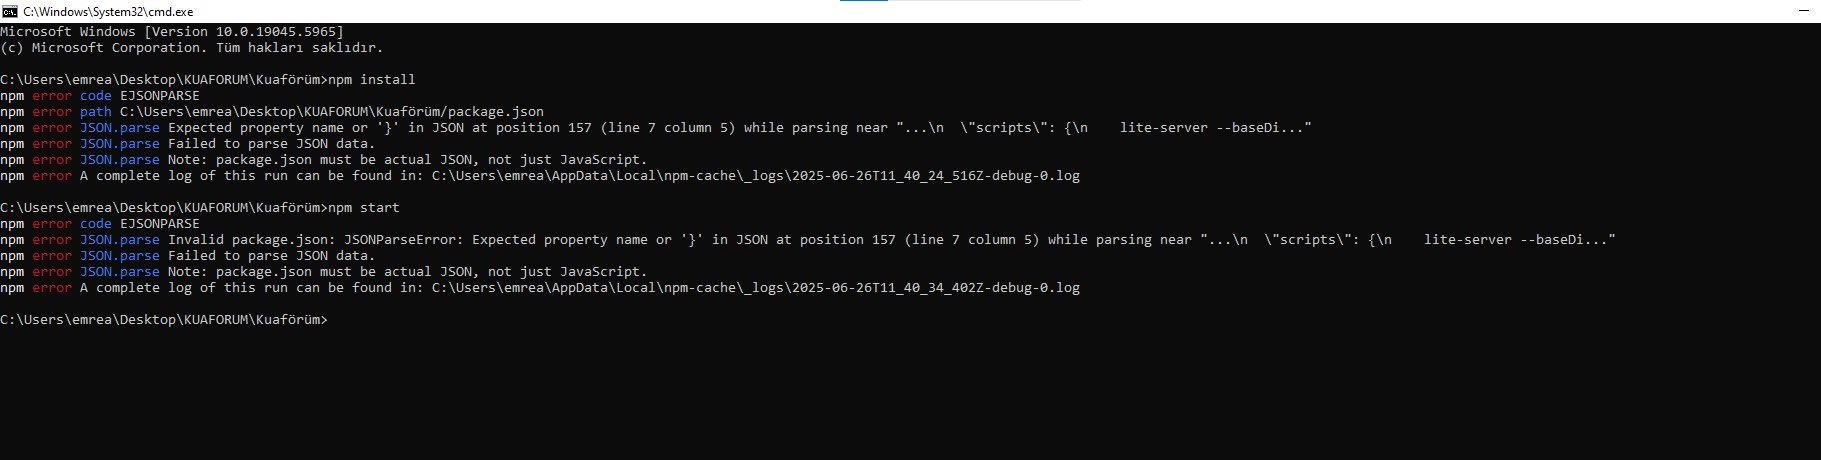 C:\Windows\System32\cmd.exe
Microsoft Windows [Version 10.0.19045.5965]
(c) Microsoft Corporation. Tüm hakları saklıdır.
C:\Users\emrea\Desktop\KUAFORUM\Kuaförüm>npm install
npm error code EJSONPARSE
npm error path C:\Users\emrea\Desktop\KUAFORUM\Kuaförüm/package.json
npm error JSON.parse Expected property name or '}' in JSON at position 157 (line 7 column 5) while parsing near "...\n  \"scripts\": {\n    lite-server --baseDi..."
npm error JSON.parse Failed to parse JSON data.
npm error JSON.parse Note: package.json must be actual JSON, not just JavaScript.
npm error A complete log of this run can be found in: C:\Users\emrea\AppData\Local\npm-cache\_logs\2025-06-26T11_40_24_516Z-debug-0.log
C:\Users\emrea\Desktop\KUAFORUM\Kuaförüm>npm start
npm error code EJSONPARSE
npm error JSON.parse Invalid package.json: JSONParseError: Expected property name or '}' in JSON at position 157 (line 7 column 5) while parsing near "...\n  \"scripts\": {\n    lite-server --baseDi..."
npm error JSON.parse Failed to parse JSON data.
npm error JSON.parse Note: package.json must be actual JSON, not just JavaScript.
npm error A complete log of this run can be found in: C:\Users\emrea\AppData\Local\npm-cache\_logs\2025-06-26T11_40_34_402Z-debug-0.log
C:\Users\emrea\Desktop\KUAFORUM\Kuaförüm>